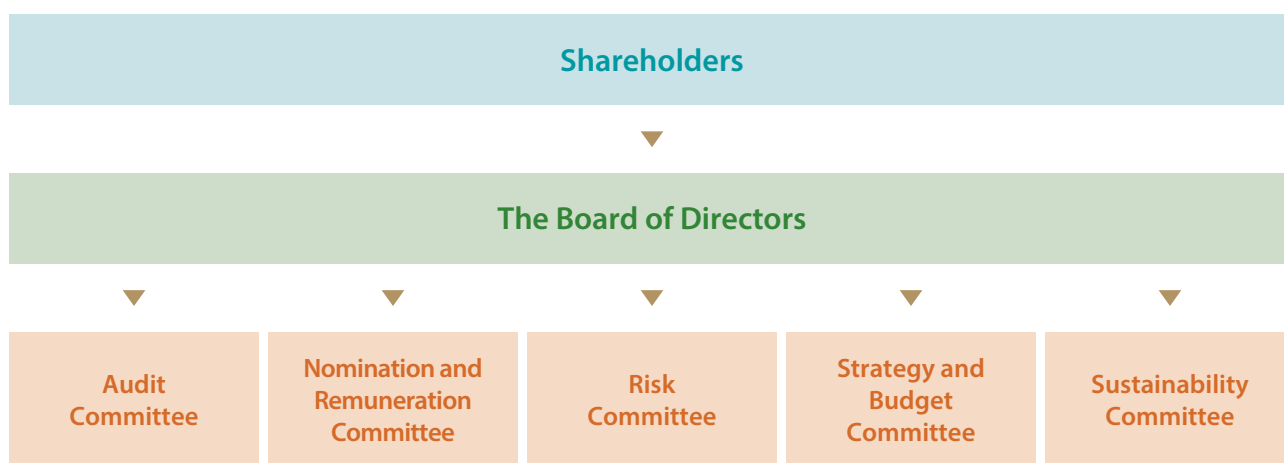 Shareholders
The Board of Directors
Audit
Committee
Nomination and
Remuneration
Committee
Risk
Committee
Strategy and
Budget
Committee
Sustainability
Committee